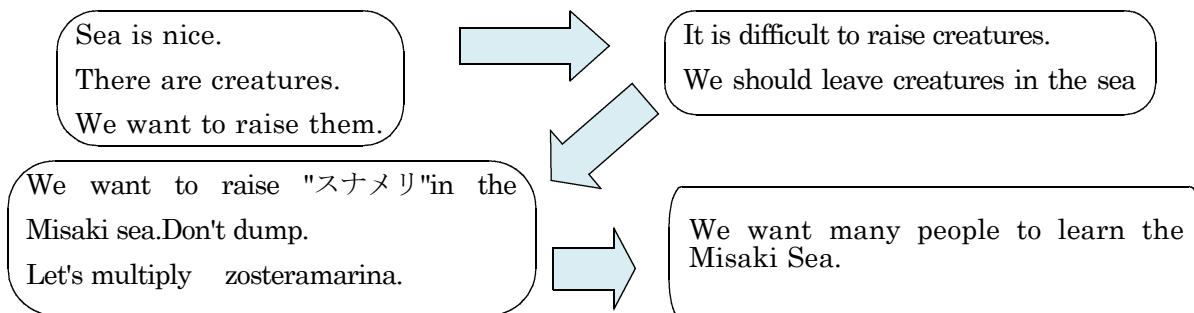 Sea is nice.
There are creatures.
We want to raise them.
It is difficult to raise creatures.
We should leave creatures in the sea
We want to raise "スナメリ"in the
Misaki sea.Don't dump.
Let's multiply zosteramarina.
We want many people to learn the
Misaki Sea.